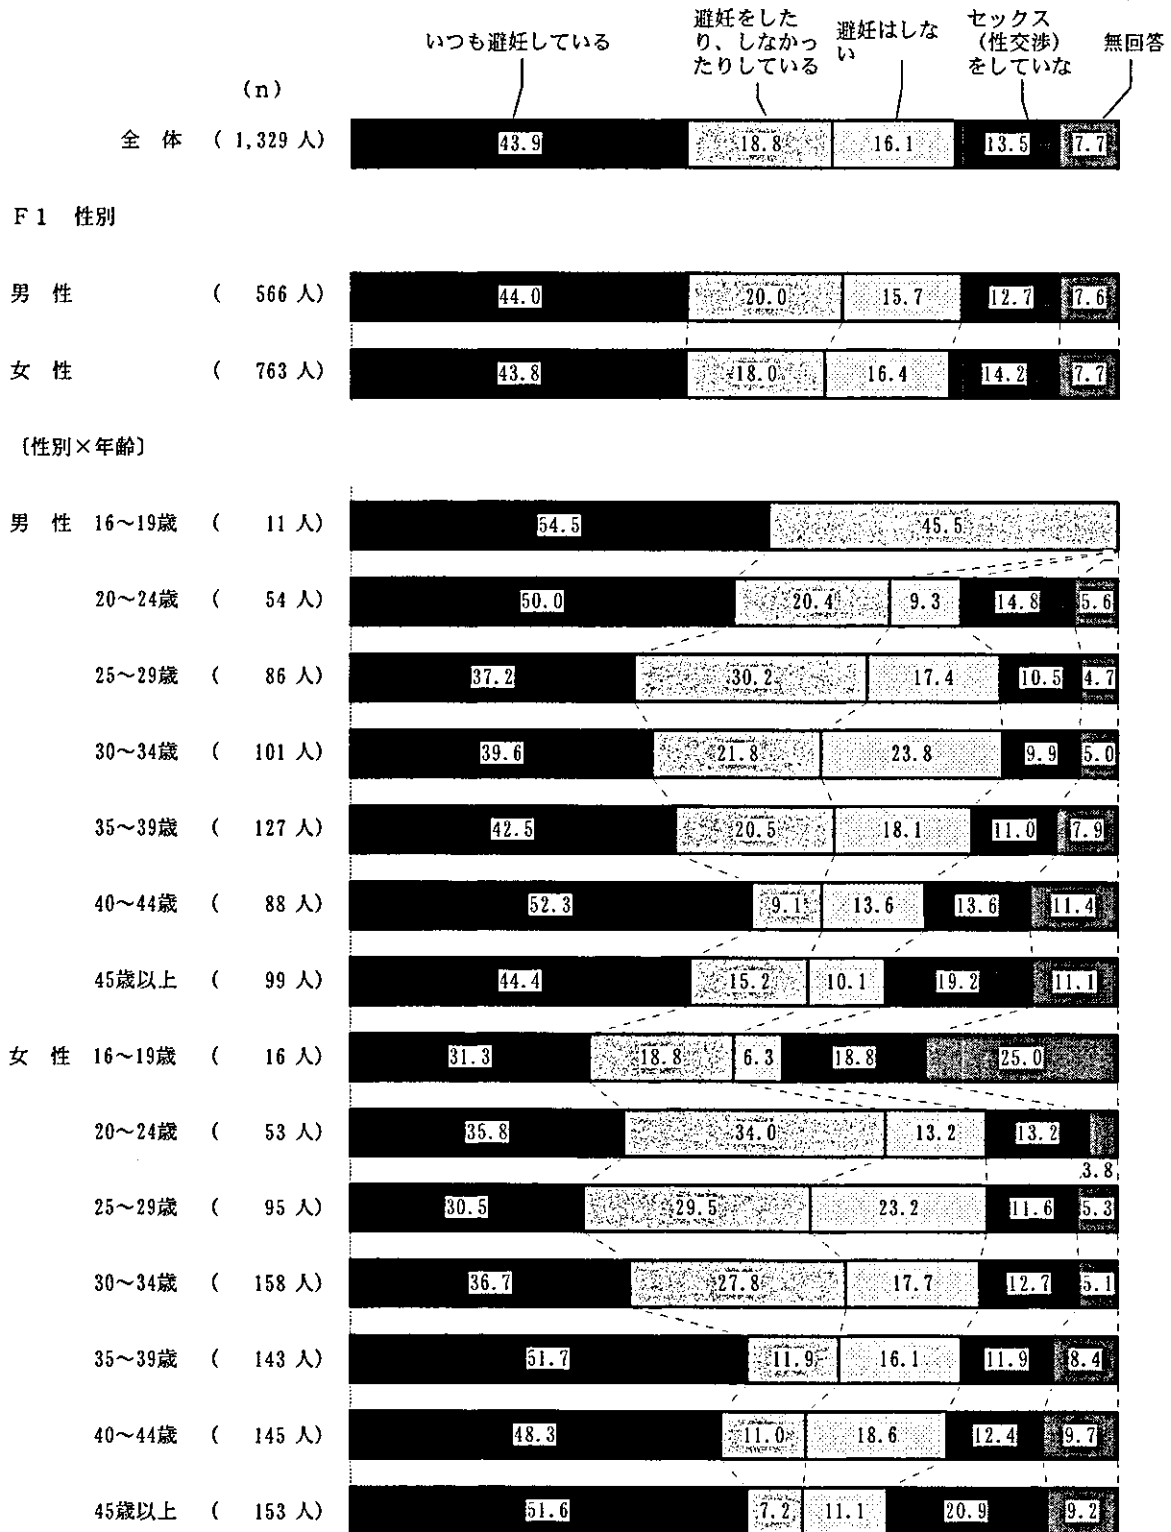 いつも避妊している
避妊をした
り、しなかっ
たりしている
避妊はしな
い
セックス
（性交渉）
をしていな
無回答
(n)
全 体 ( 1,329 人) 43.9 18.8 16.1 13.5 7.7
F1 性別
男 性 ( 566 人) 44.0 20.0 15.7 12.7 7.6
女 性 ( 763 人) 43.8 18.0 16.4 14.2 7.7
〔性別×年齢〕
男 性 16〜19歳 ( 11 人) 54.5 45.5
20〜24歳 ( 54 人) 50.0 20.4 9.3 14.8 5.6
25〜29歳 ( 86 人) 37.2 30.2 17.4 10.5 4.7
30〜34歳 ( 101 人) 39.6 21.8 23.8 9.9 5.0
35〜39歳 ( 127 人) 42.5 20.5 18.1 11.0 7.9
40〜44歳 ( 88 人) 52.3 9.1 13.6 13.6 11.4
45歳以上 ( 99 人) 44.4 15.2 10.1 19.2 11.1
女 性 16〜19歳 ( 16 人) 31.3 18.8 6.3 18.8 25.0
20〜24歳 ( 53 人) 35.8 34.0 13.2 13.2
3.8
25〜29歳 ( 95 人) 30.5 29.5 23.2 11.6 5.3
30〜34歳 ( 158 人) 36.7 27.8 17.7 12.7 5.1
35〜39歳 ( 143 人) 51.7 11.9 16.1 11.9 8.4
40〜44歳 ( 145 人) 48.3 11.0 18.6 12.4 9.7
45歳以上 ( 153 人) 51.6 7.2 11.1 20.9 9.2